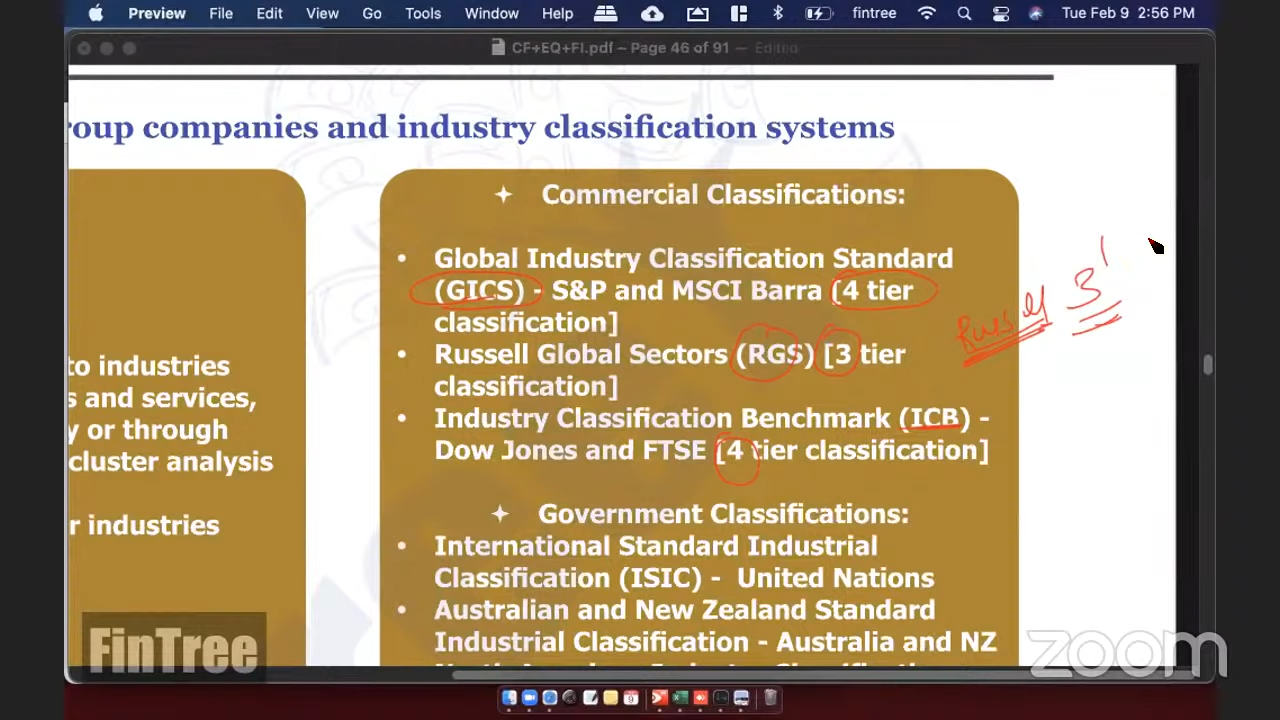 Preview File Edit View Go Tools Window Help fintree Tue Feb 9 2:56 PM
CF+EQ+FI.pdf – Page 46 of 91 — Edited
roup companies and industry classification systems
to industries
s and services,
y or through
cluster analysis
r industries
Commercial Classifications:
• Global Industry Classification Standard
(GICS) - S&P and MSCI Barra [4 tier
classification]
• Russell Global Sectors (RGS) [3 tier
classification]
• Industry Classification Benchmark (ICB) -
Dow Jones and FTSE [4 tier classification]
Government Classifications:
• International Standard Industrial
Classification (ISIC) - United Nations
• Australian and New Zealand Standard
Industrial Classification - Australia and NZ
3
FinTree
zoom